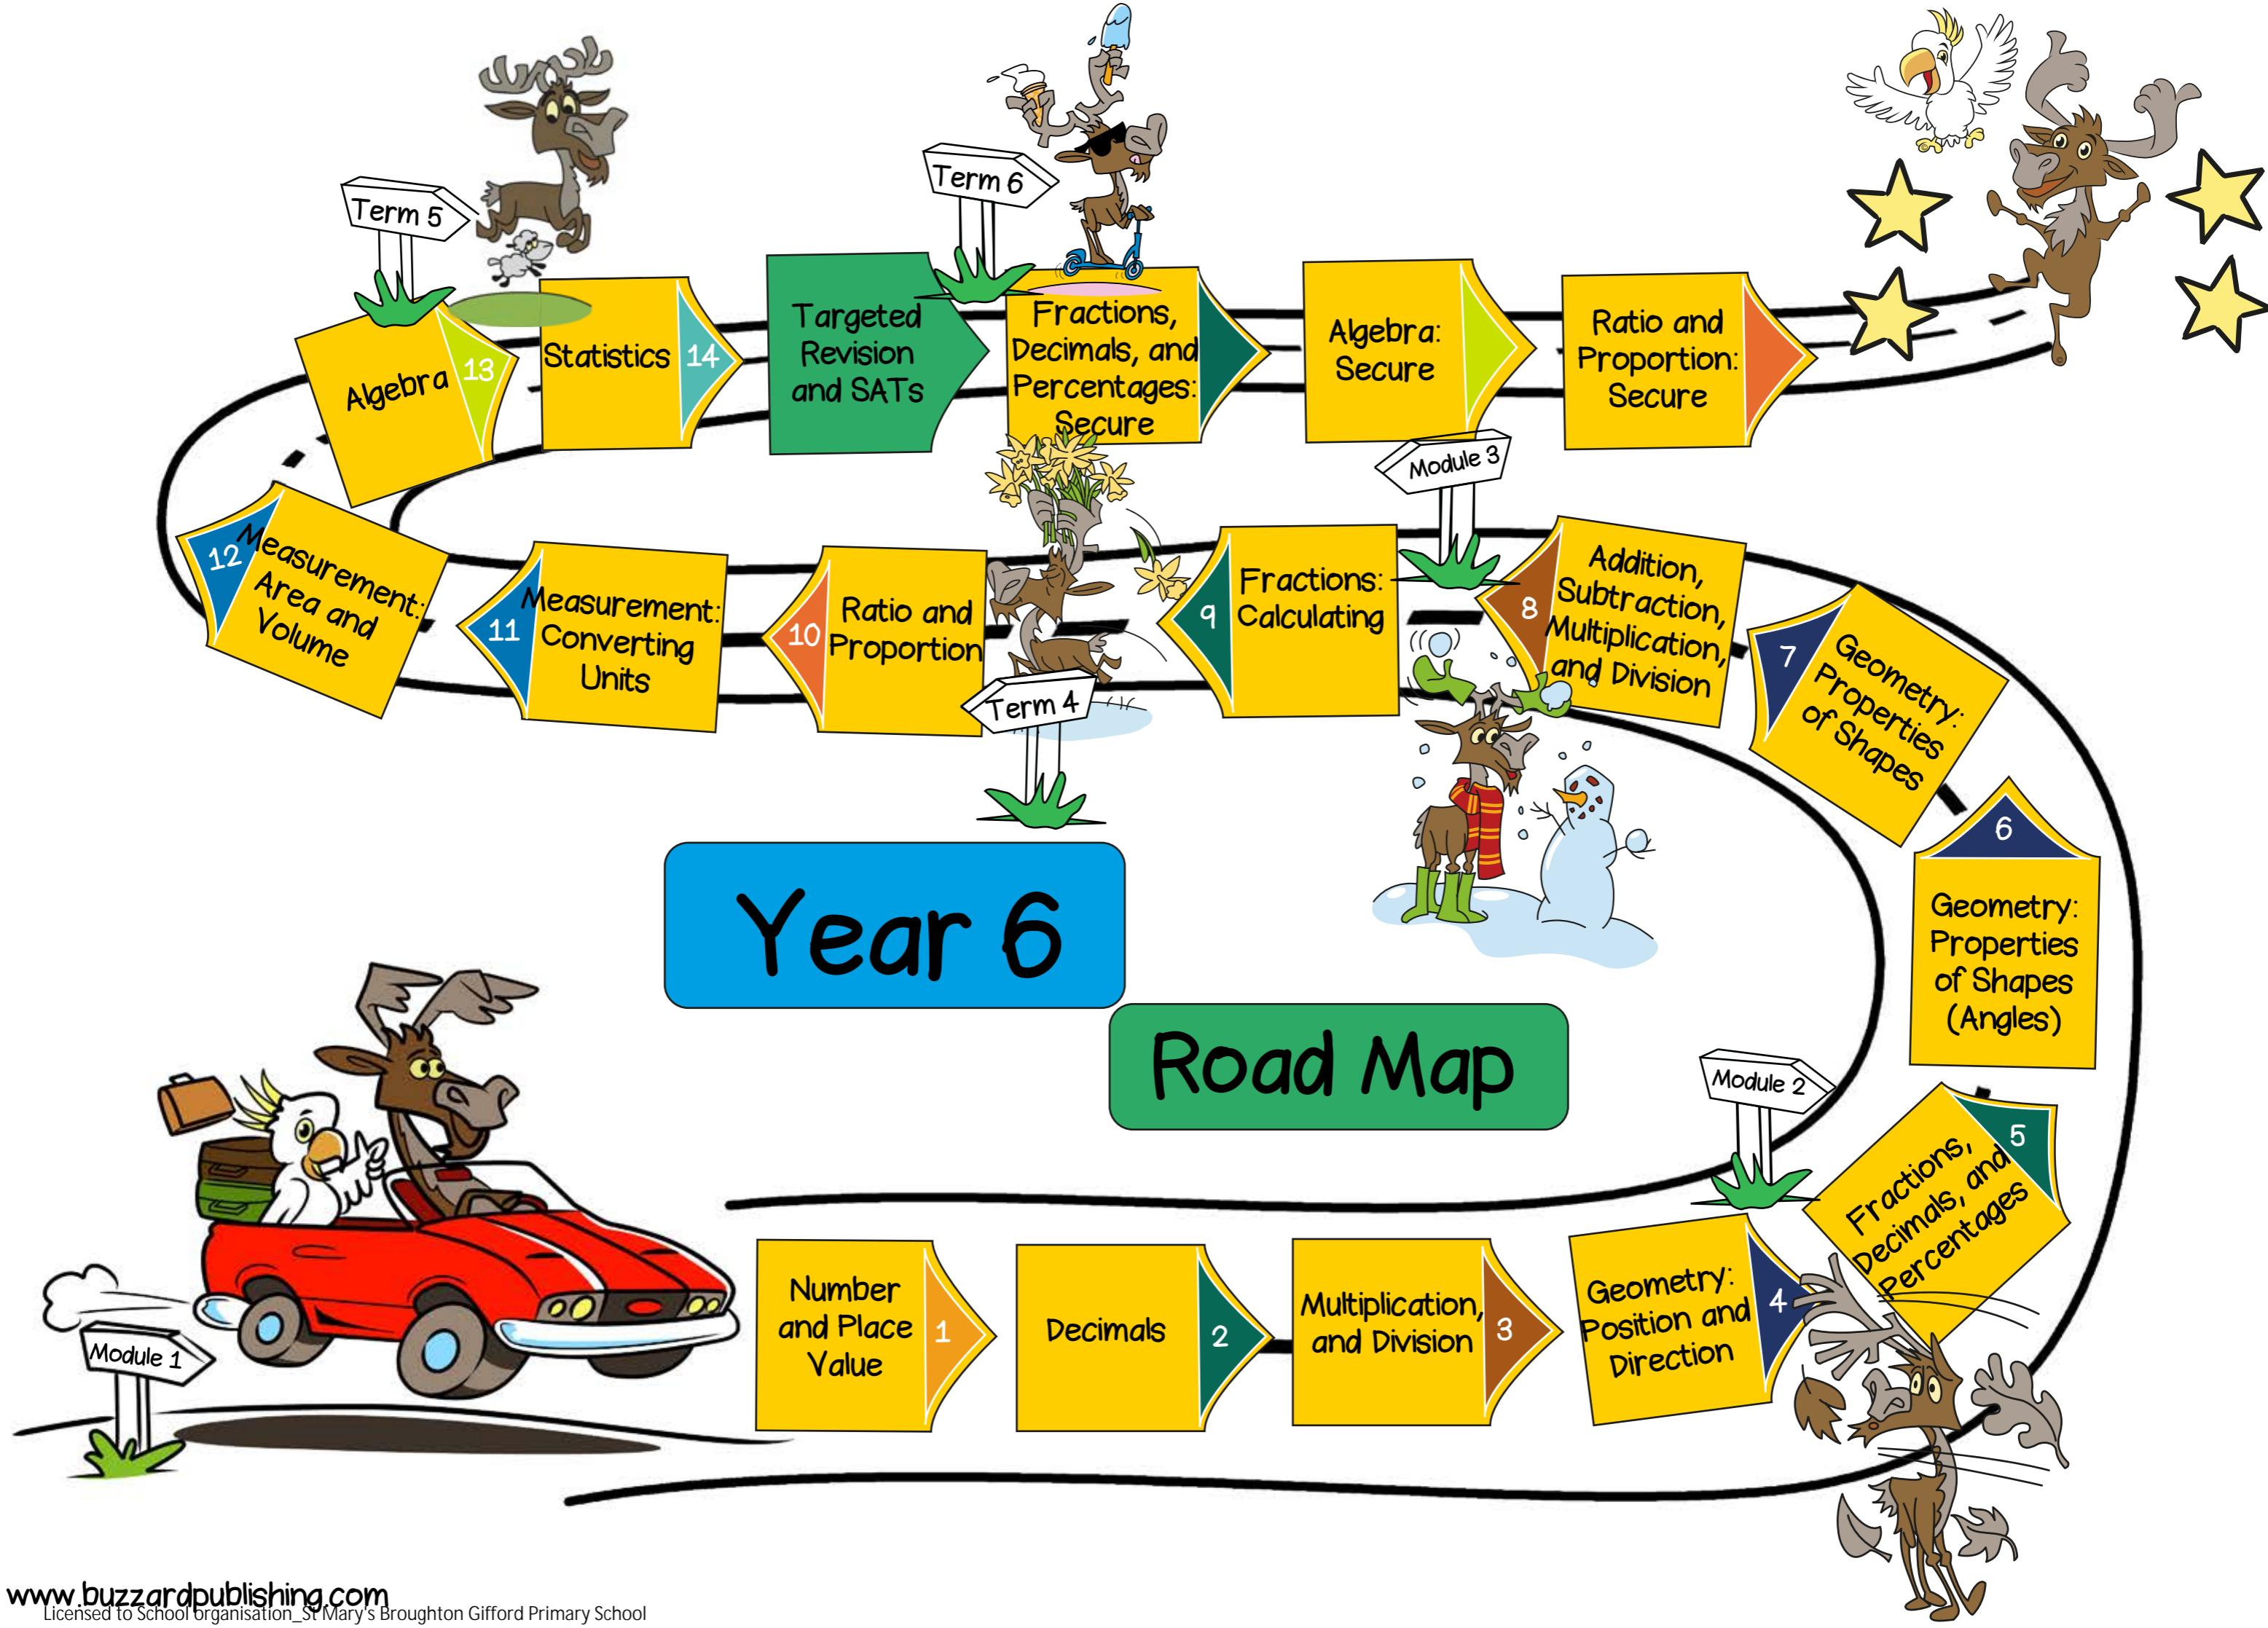 Year 6
Road Map
Module 1
Number
and Place
Value
1
Decimals
2
Multiplication,
and Division
3
Geometry:
Position and
Direction
4
Module 2
Fractions,
Decimals, and
Percentages
5
6
Geometry:
Properties
of Shapes
(Angles)
7
Geometry:
Properties
of Shapes
8
Addition,
Subtraction,
Multiplication,
and Division
Module 3
9
Fractions:
Calculating
Term 4
10
Ratio and
Proportion
11
Measurement:
Converting
Units
12
Measurement:
Area and
Volume
Term 5
Algebra
13
Statistics
14
Targeted
Revision
and SATs
Term 6
Fractions,
Decimals, and
Percentages:
Secure
Algebra:
Secure
Ratio and
Proportion:
Secure
www.buzzardpublishing.com
Licensed to School organisation_St Mary's Broughton Gifford Primary School